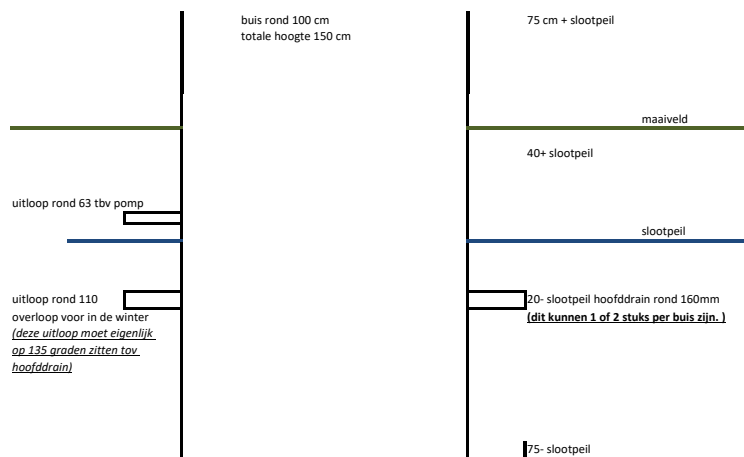 buis rond 100 cm
totale hoogte 150 cm
75 cm + slootpeil
maaiveld
40+ slootpeil
uitloop rond 63 tbv pomp
slootpeil
uitloop rond 110
overloop voor in de winter
(deze uitloop moet eigenlijk
op 135 graden zitten tov
hoofddrain)
20- slootpeil hoofddrain rond 160mm
(dit kunnen 1 of 2 stuks per buis zijn. )
75- slootpeil